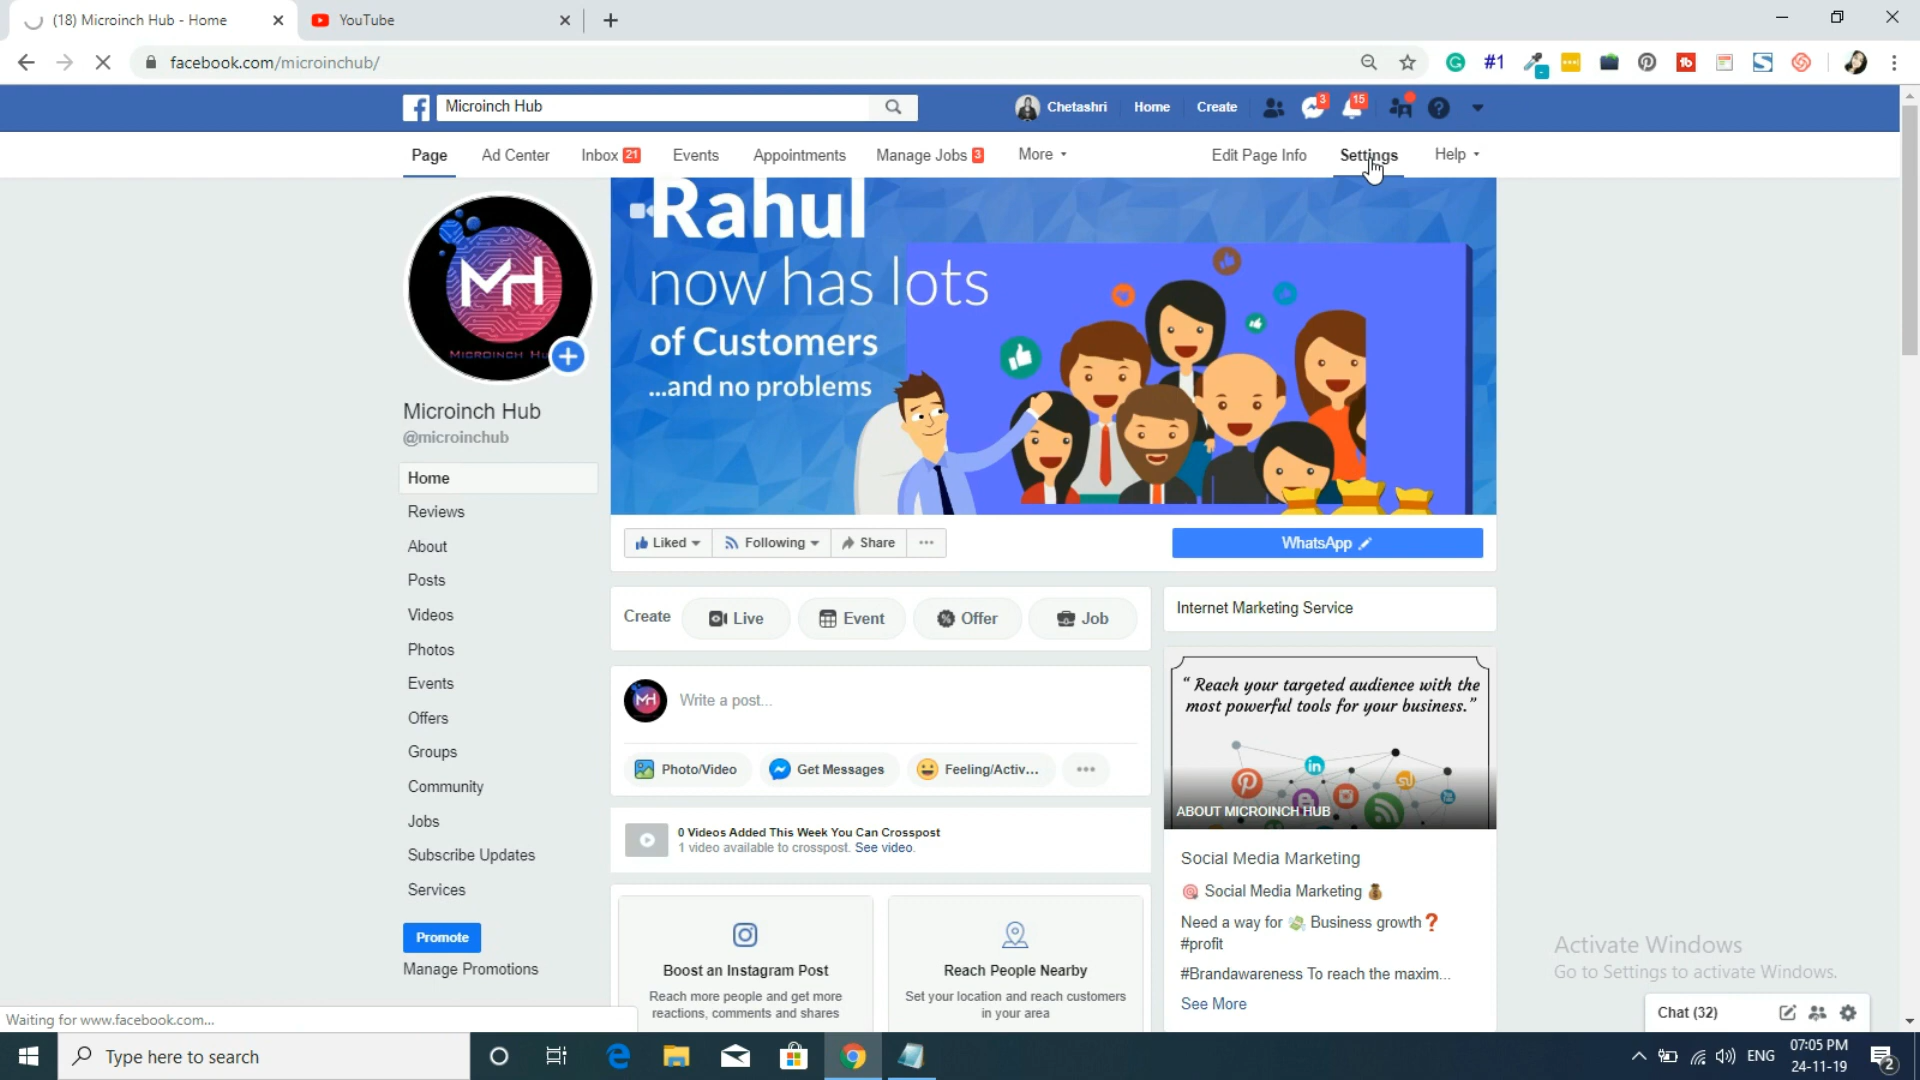 (18) Microinch Hub - Home
YouTube
facebook.com/microinchub/
#1
Microinch Hub
Chetashri
Home
Create
3
15
Page
Ad Center
Inbox 21
Events
Appointments
Manage Jobs 3
More
Edit Page Info
Settings
Help
Rahul
now has lots
of Customers
...and no problems
MH
MICROINCH HU
Microinch Hub
@microinchub
Home
Reviews
About
Posts
Videos
Photos
Events
Offers
Groups
Community
Jobs
Subscribe Updates
Services
Promote
Manage Promotions
Liked
Following
Share
WhatsApp
Create
Live
Event
Offer
Job
MH
Write a post...
Photo/Video
Get Messages
Feeling/Activ...
0 Videos Added This Week You Can Crosspost
1 video available to crosspost. See video.
Boost an Instagram Post
Reach more people and get more
reactions, comments and shares
Reach People Nearby
Set your location and reach customers
in your area
Internet Marketing Service
“ Reach your targeted audience with the
most powerful tools for your business.”
in
ABOUT MICROINCH HUB
Social Media Marketing
🎯 Social Media Marketing 💰
Need a way for 💸 Business growth❓
#profit
#Brandawareness To reach the maxim...
See More
Activate Windows
Go to Settings to activate Windows.
Chat (32)
Waiting for www.facebook.com...
Type here to search
ENG
07:05 PM
24-11-19
2